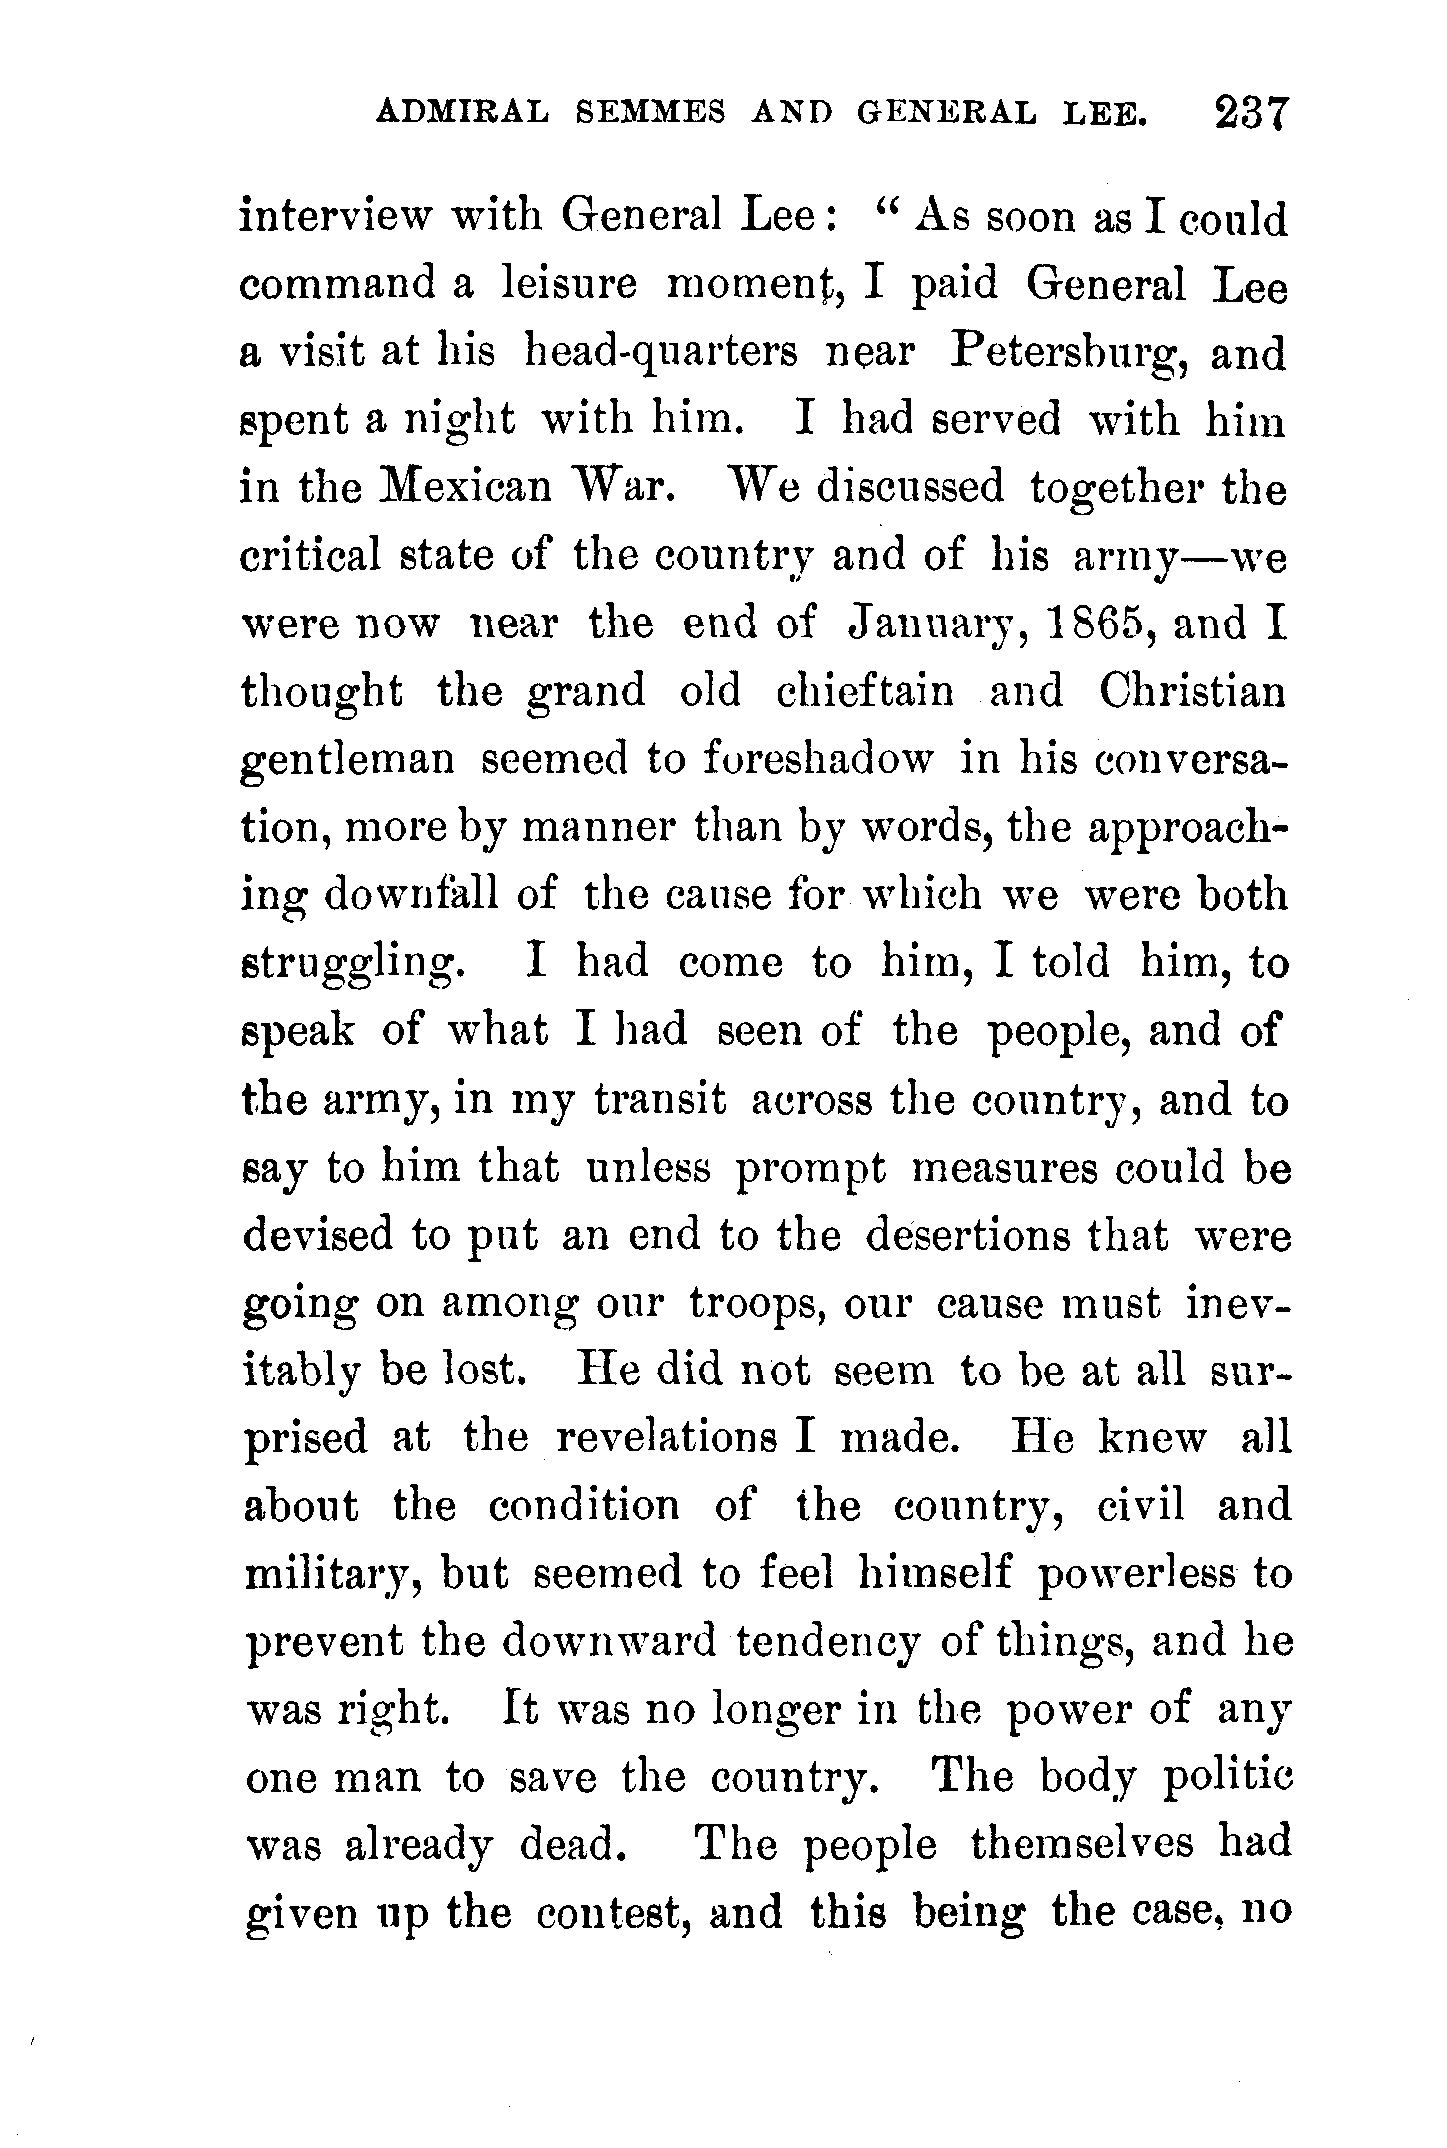 ADMIRAL SEMMES AND GENERAL LEE. 237
interview with General Lee: “As soon as I could
command a leisure moment, I paid General Lee
a visit at his head-quarters near Petersburg, and
spent a night with him. I had served with him
in the Mexican War. We discussed together the
critical state of the country and of his army—we
were now near the end of January, 1865, and I
thought the grand old chieftain and Christian
gentleman seemed to foreshadow in his conversa-
tion, more by manner than by words, the approach-
ing downfall of the cause for which we were both
struggling. I had come to him, I told him, to
speak of what I had seen of the people, and of
the army, in my transit across the country, and to
say to him that unless prompt measures could be
devised to put an end to the desertions that were
going on among our troops, our cause must inev-
itably be lost. He did not seem to be at all sur-
prised at the revelations I made. He knew all
about the condition of the country, civil and
military, but seemed to feel himself powerless to
prevent the downward tendency of things, and he
was right. It was no longer in the power of any
one man to save the country. The body politic
was already dead. The people themselves had
given up the contest, and this being the case, no